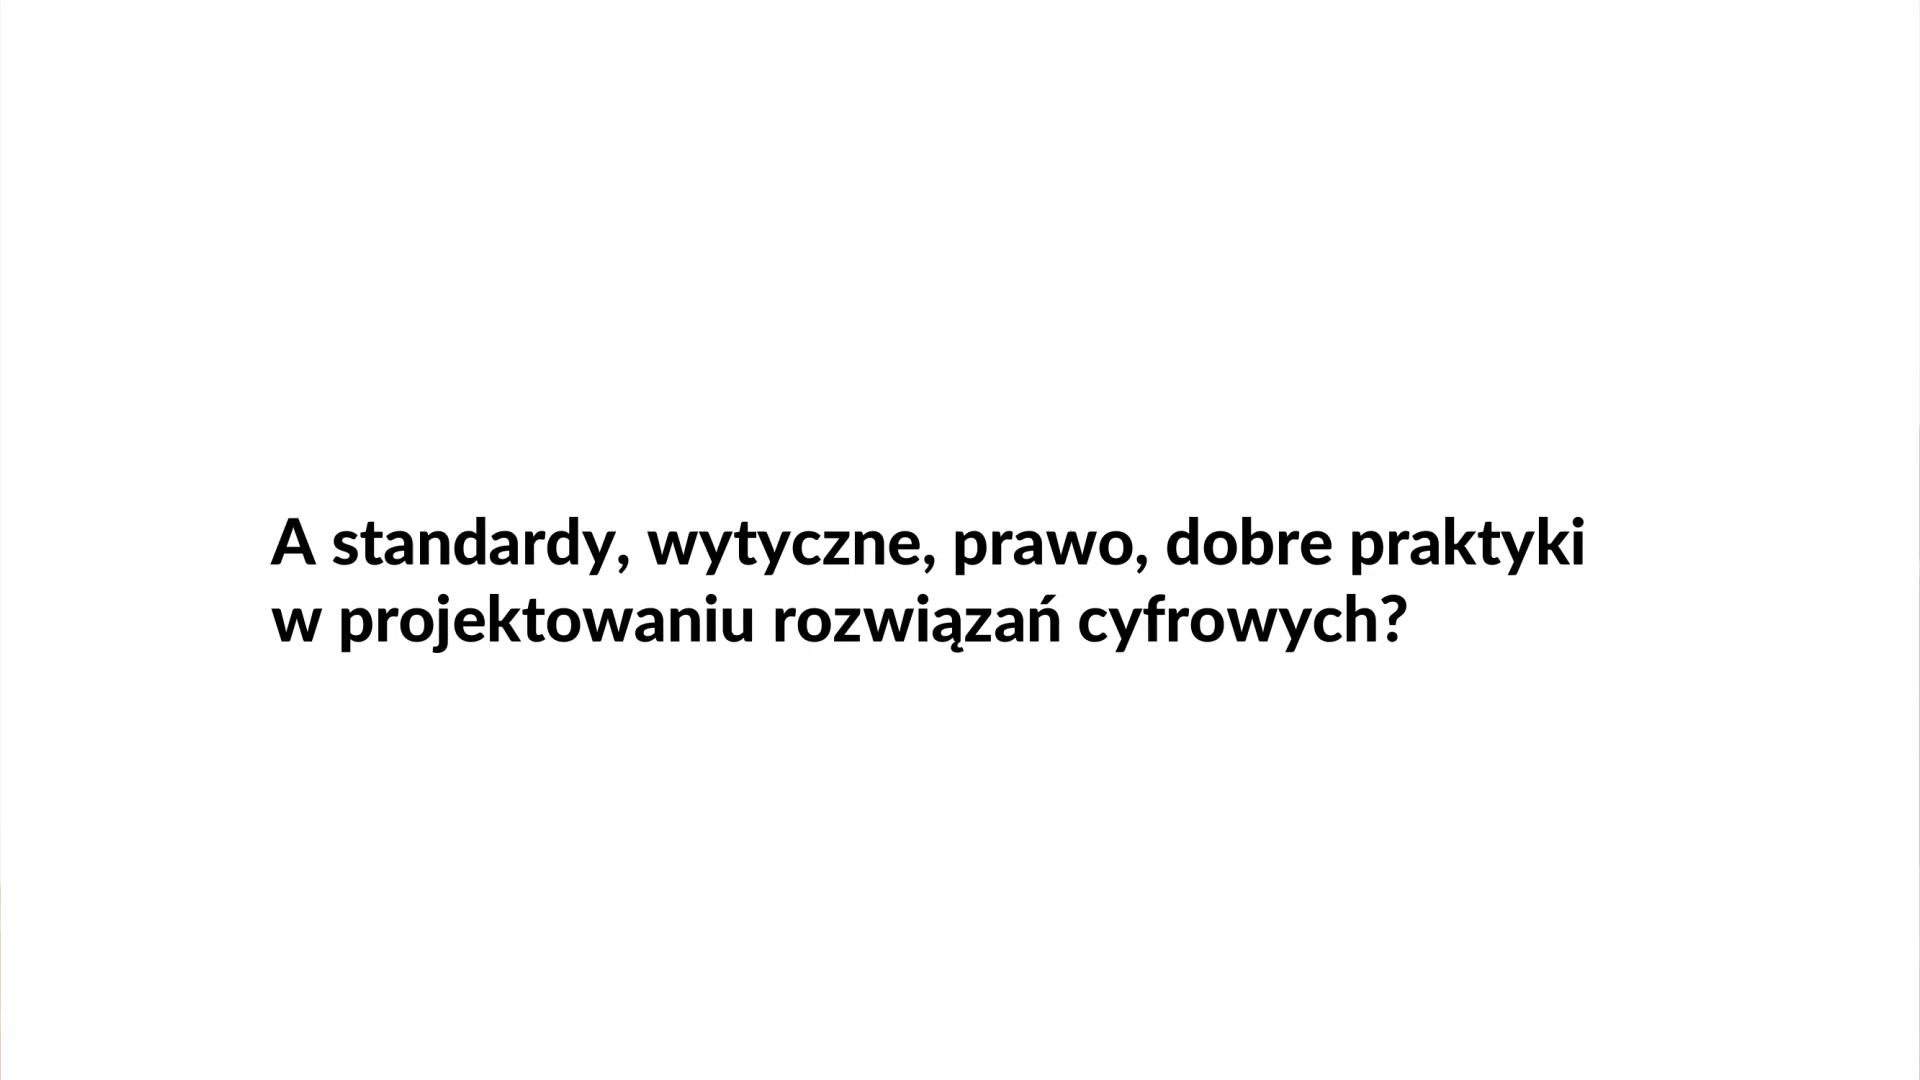 A standardy, wytyczne, prawo, dobre praktyki
w projektowaniu rozwiązań cyfrowych?